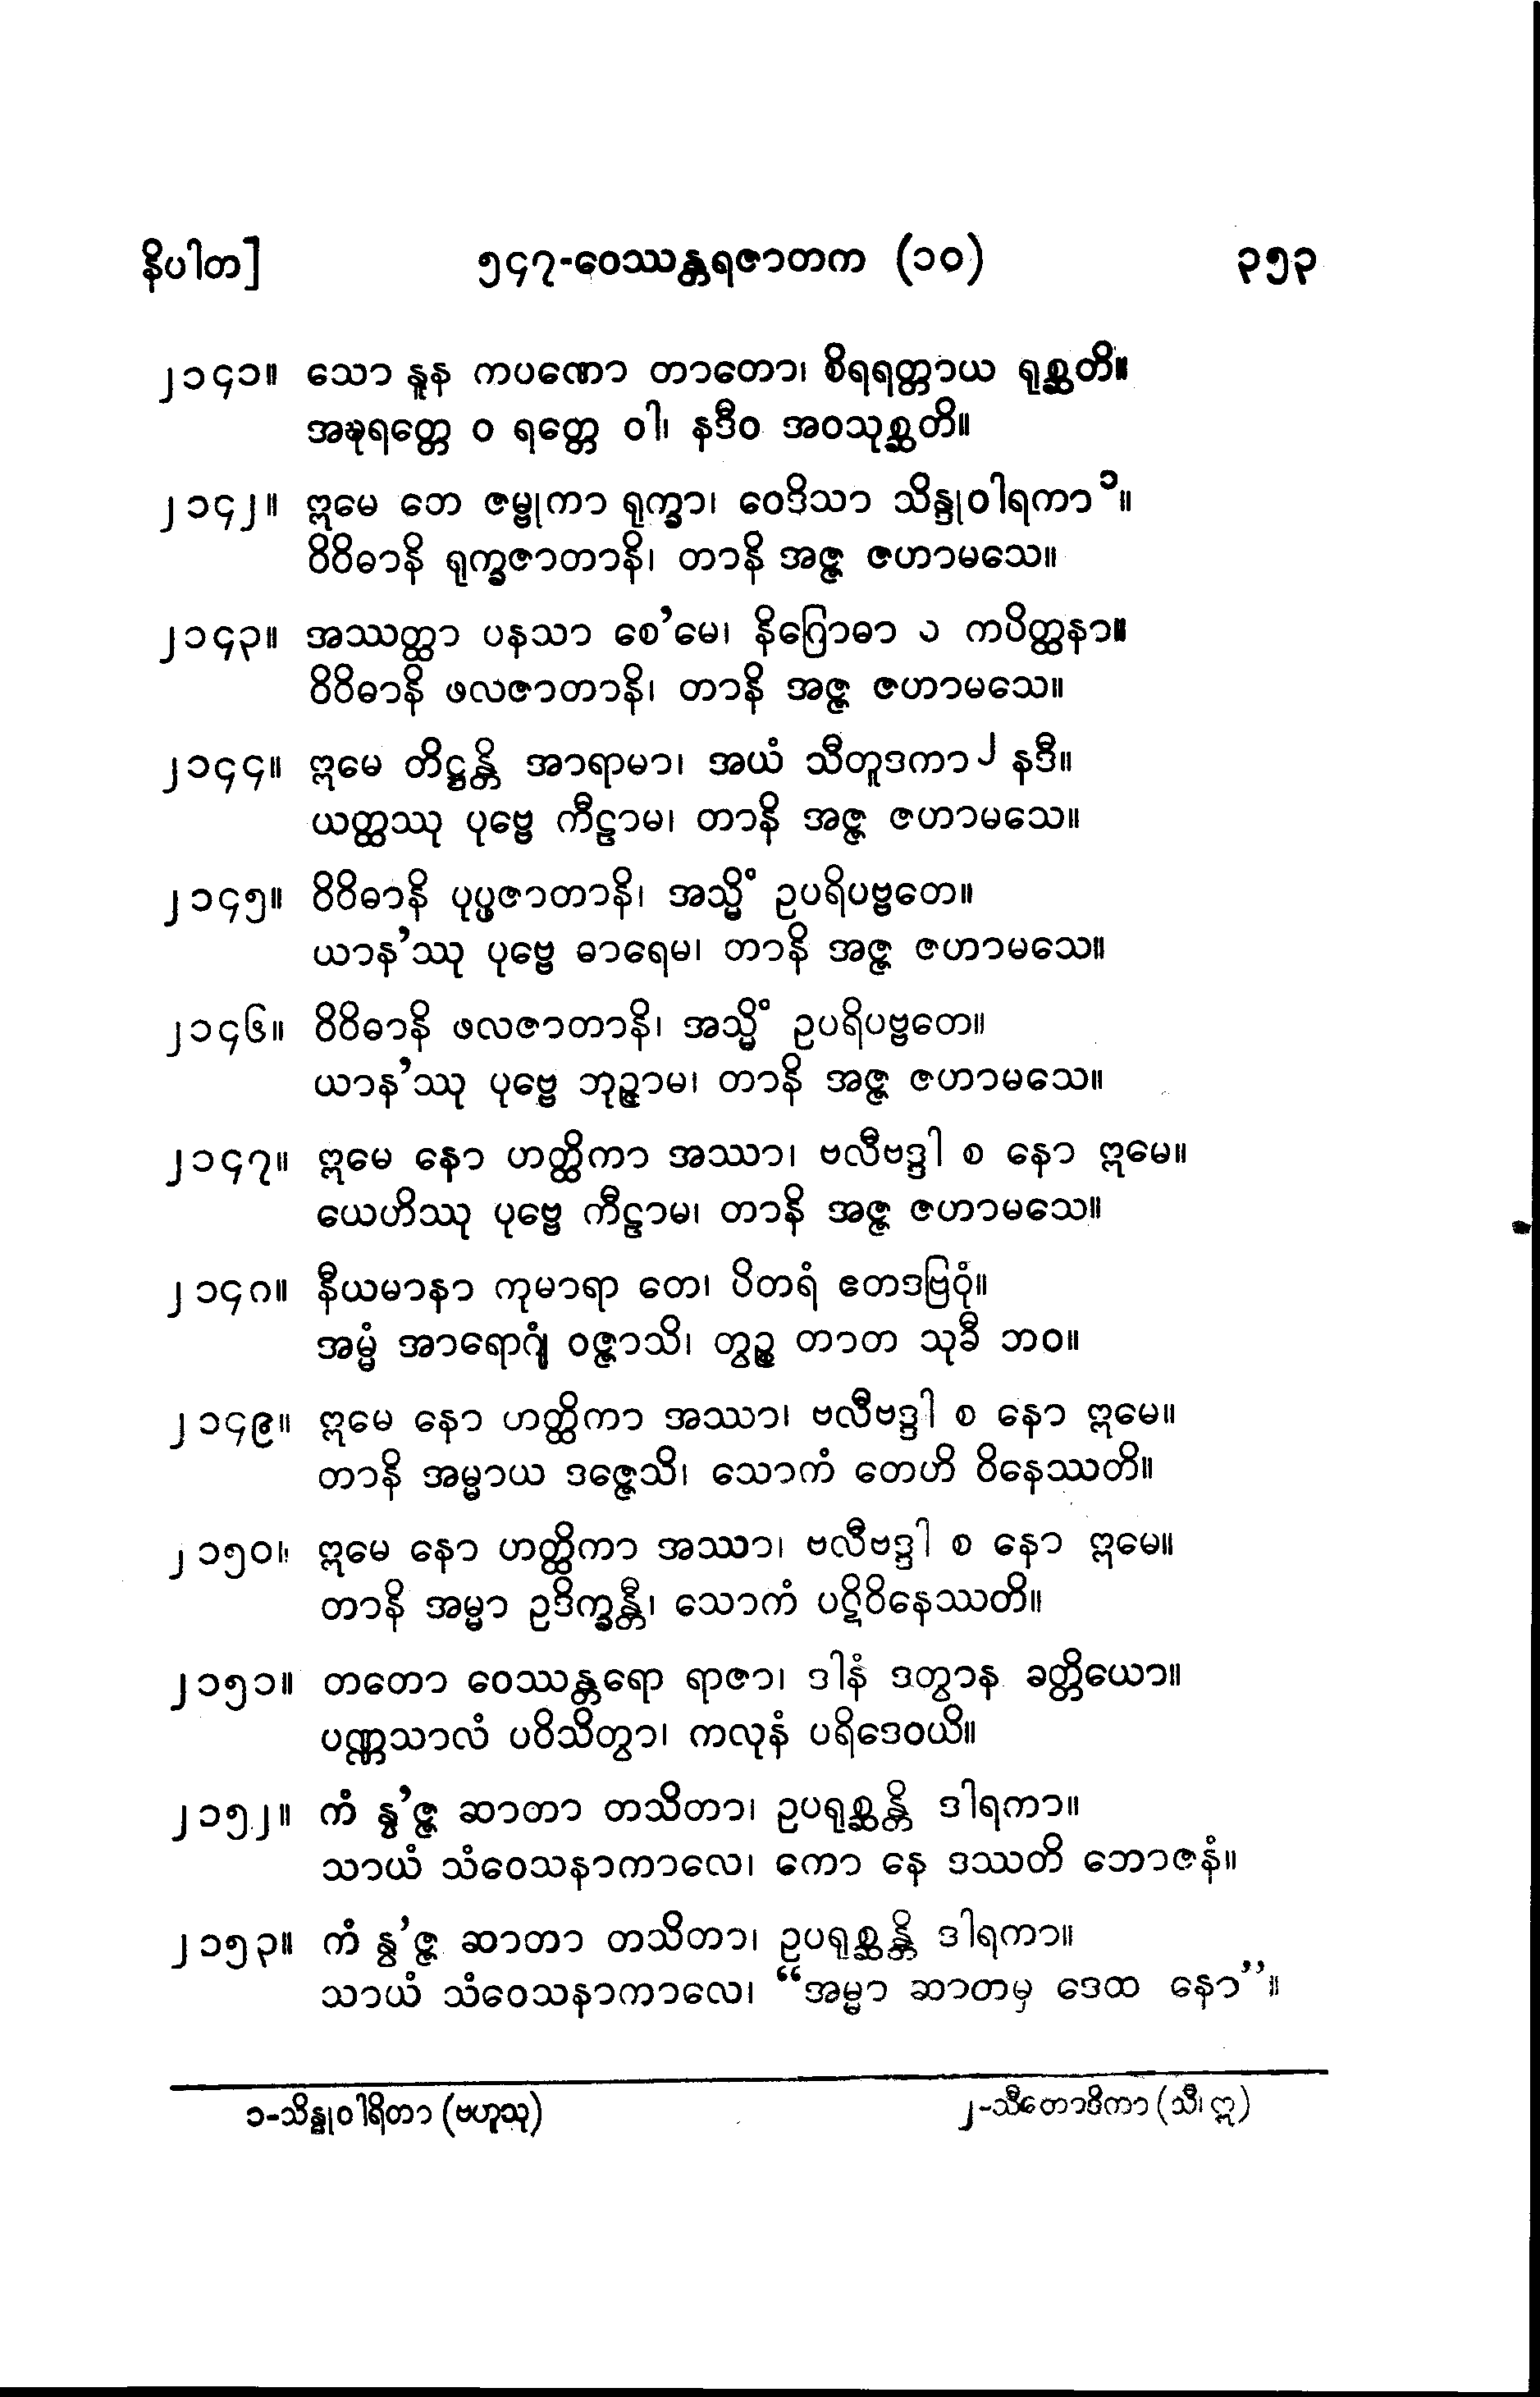 နိပါတ]	၅၄၇-ဝေဿန္တရဇာတက (၁၀)	၃၅၃
၂၁၄၁။ သော နူန ကပဏော တာတော၊ စိရရတ္တာယ ရုစ္ဆတိ။
အဍ္ဎရတ္တေ ဝ ရတ္တေ ဝါ၊ နဒီဝ အဝသုစ္ဆတိ။
၂၁၄၂။ ဣမေ တေ ဇမ္ဗုကာ ရုက္ခာ၊ ဝေဒိသာ သိန္ဒုဝါရကာ ၁။
ဝိဝိဓာနိ ရုက္ခဇာတာနိ၊ တာနိ အဇ္ဇ ဇဟာမသေ။
၂၁၄၃။ အဿတ္ထာ ပနသာ စေ’မေ၊ နိဂြောဓာ စ ကပိတ္ထနာ။
ဝိဝိဓာနိ ဖလဇာတာနိ၊ တာနိ အဇ္ဇ ဇဟာမသေ။
၂၁၄၄။ ဣမေ တိဋ္ဌန္တိ အာရာမာ၊ အယံ သီတူဒကာ ၂ နဒီ။
ယတ္ထဿု ပုဗ္ဗေ ကီဠာမ၊ တာနိ အဇ္ဇ ဇဟာမသေ။
၂၁၄၅။ ဝိဝိဓာနိ ပုပ္ဖဇာတာနိ၊ အသ္မိံ ဥပရိပဗ္ဗတေ။
ယာန’ဿု ပုဗ္ဗေ ဓာရေမ၊ တာနိ အဇ္ဇ ဇဟာမသေ။
၂၁၄၆။ ဝိဝိဓာနိ ဖလဇာတာနိ၊ အသ္မိံ ဥပရိပဗ္ဗတေ။
ယာန’ဿု ပုဗ္ဗေ ဘုဉ္ဇာမ၊ တာနိ အဇ္ဇ ဇဟာမသေ။
၂၁၄၇။ ဣမေ နော ဟတ္ထိကာ အဿာ၊ ဗလီဗဒ္ဒါ စ နော ဣမေ။
ယေဟိဿု ပုဗ္ဗေ ကီဠာမ၊ တာနိ အဇ္ဇ ဇဟာမသေ။
၂၁၄၈။ နီယမာနာ ကုမာရာ တေ၊ ပိတရံ ဧတဒဗြဝုံ။
အမ္မံ အာရောဂျံ ဝဇ္ဇာသိ၊ တွဉ္စ တာတ သုခီ ဘဝ။
၂၁၄၉။ ဣမေ နော ဟတ္ထိကာ အဿာ၊ ဗလီဗဒ္ဒါ စ နော ဣမေ။
တာနိ အမ္မာယ ဒဇ္ဇေသိ၊ သောကံ တေဟိ ဝိနေဿတိ။
၂၁၅၀။ ဣမေ နော ဟတ္ထိကာ အဿာ၊ ဗလီဗဒ္ဒါ စ နော ဣမေ။
တာနိ အမ္မာ ဥဒိက္ခန္တီ၊ သောကံ ပဋိဝိနေဿတိ။
၂၁၅၁။ တတော ဝေဿန္တရော ရာဇာ၊ ဒါနံ ဒတွာန ခတ္တိယော။
ပဏ္ဏသာလံ ပဝိသိတွာ၊ ကလုနံ ပရိဒေဝယိ။
၂၁၅၂။ ကံ နွ’ဇ္ဇ ဆာတာ တသိတာ၊ ဥပရုစ္ဆန္တိ ဒါရကာ။
သာယံ သံဝေသနာကာလေ၊ ကော နေ ဒဿတိ ဘောဇနံ။
၂၁၅၃။ ကံ နွ’ဇ္ဇ ဆာတာ တသိတာ၊ ဥပရုစ္ဆန္တိ ဒါရကာ။
သာယံ သံဝေသနာကာလေ၊ “အမ္မာ ဆာတမှ ဒေထ နော”။
၁-သိန္ဓုဝါရိတာ (ဗဟူသု)	၂-သီတောဒိကာ (သီ၊ ဣ)